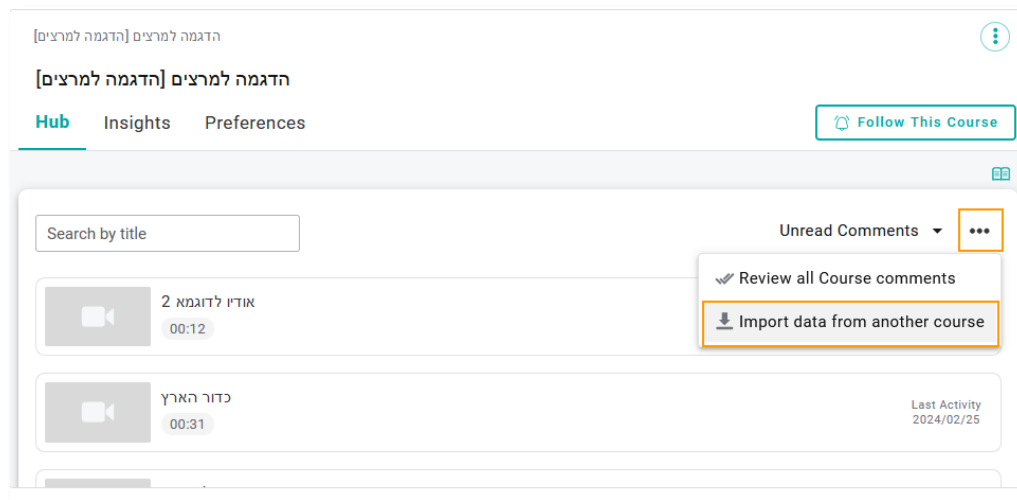 הדגמה למרצים [הדגמה למרצים]
הדגמה למרצים [הדגמה למרצים]
Hub Insights Preferences
Follow This Course
Search by title
Unread Comments
Review all Course comments
Import data from another course
אודיו לדוגמא 2
00:12
כדור הארץ
00:31
Last Activity
2024/02/25